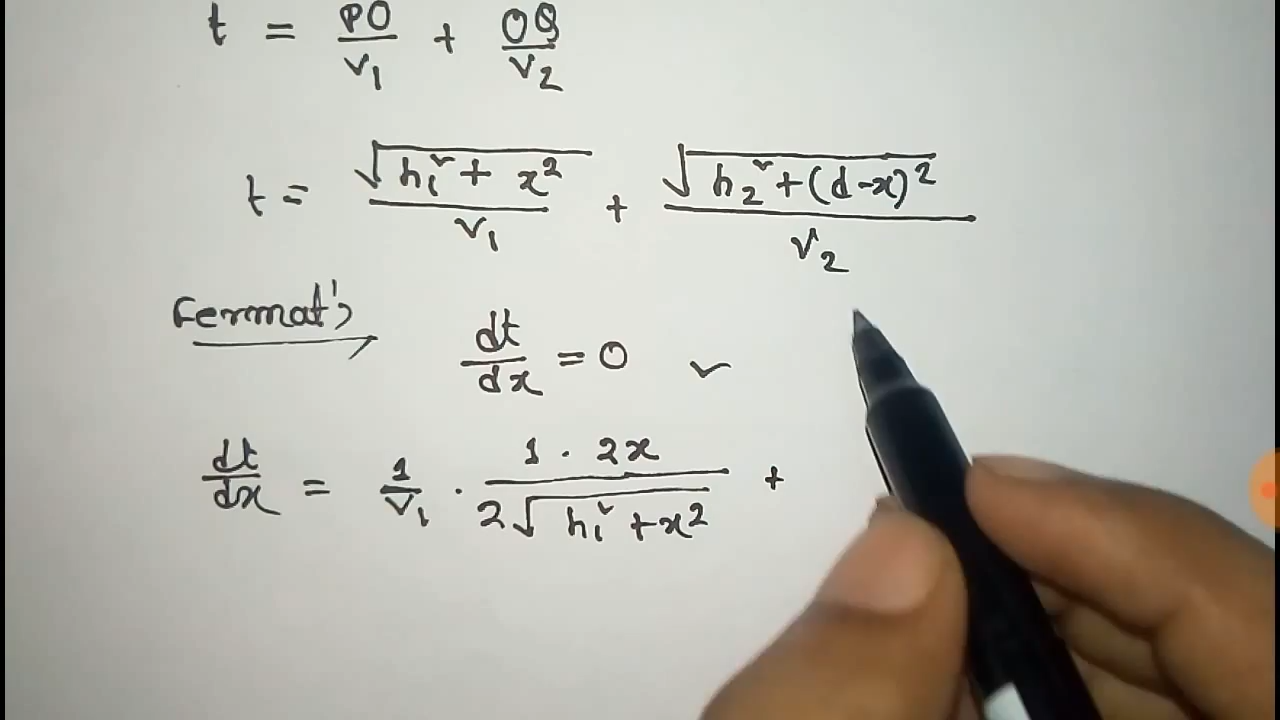 t = PO/v₁ + OQ/v₂
t = √(h₁² + x²)/v₁ + √(h₂² + (d-x)²)/v₂
Fermat's
dt/dx = 0 ✓
dt/dx = 1/v₁ · 1 · 2x/2√(h₁² + x²) +